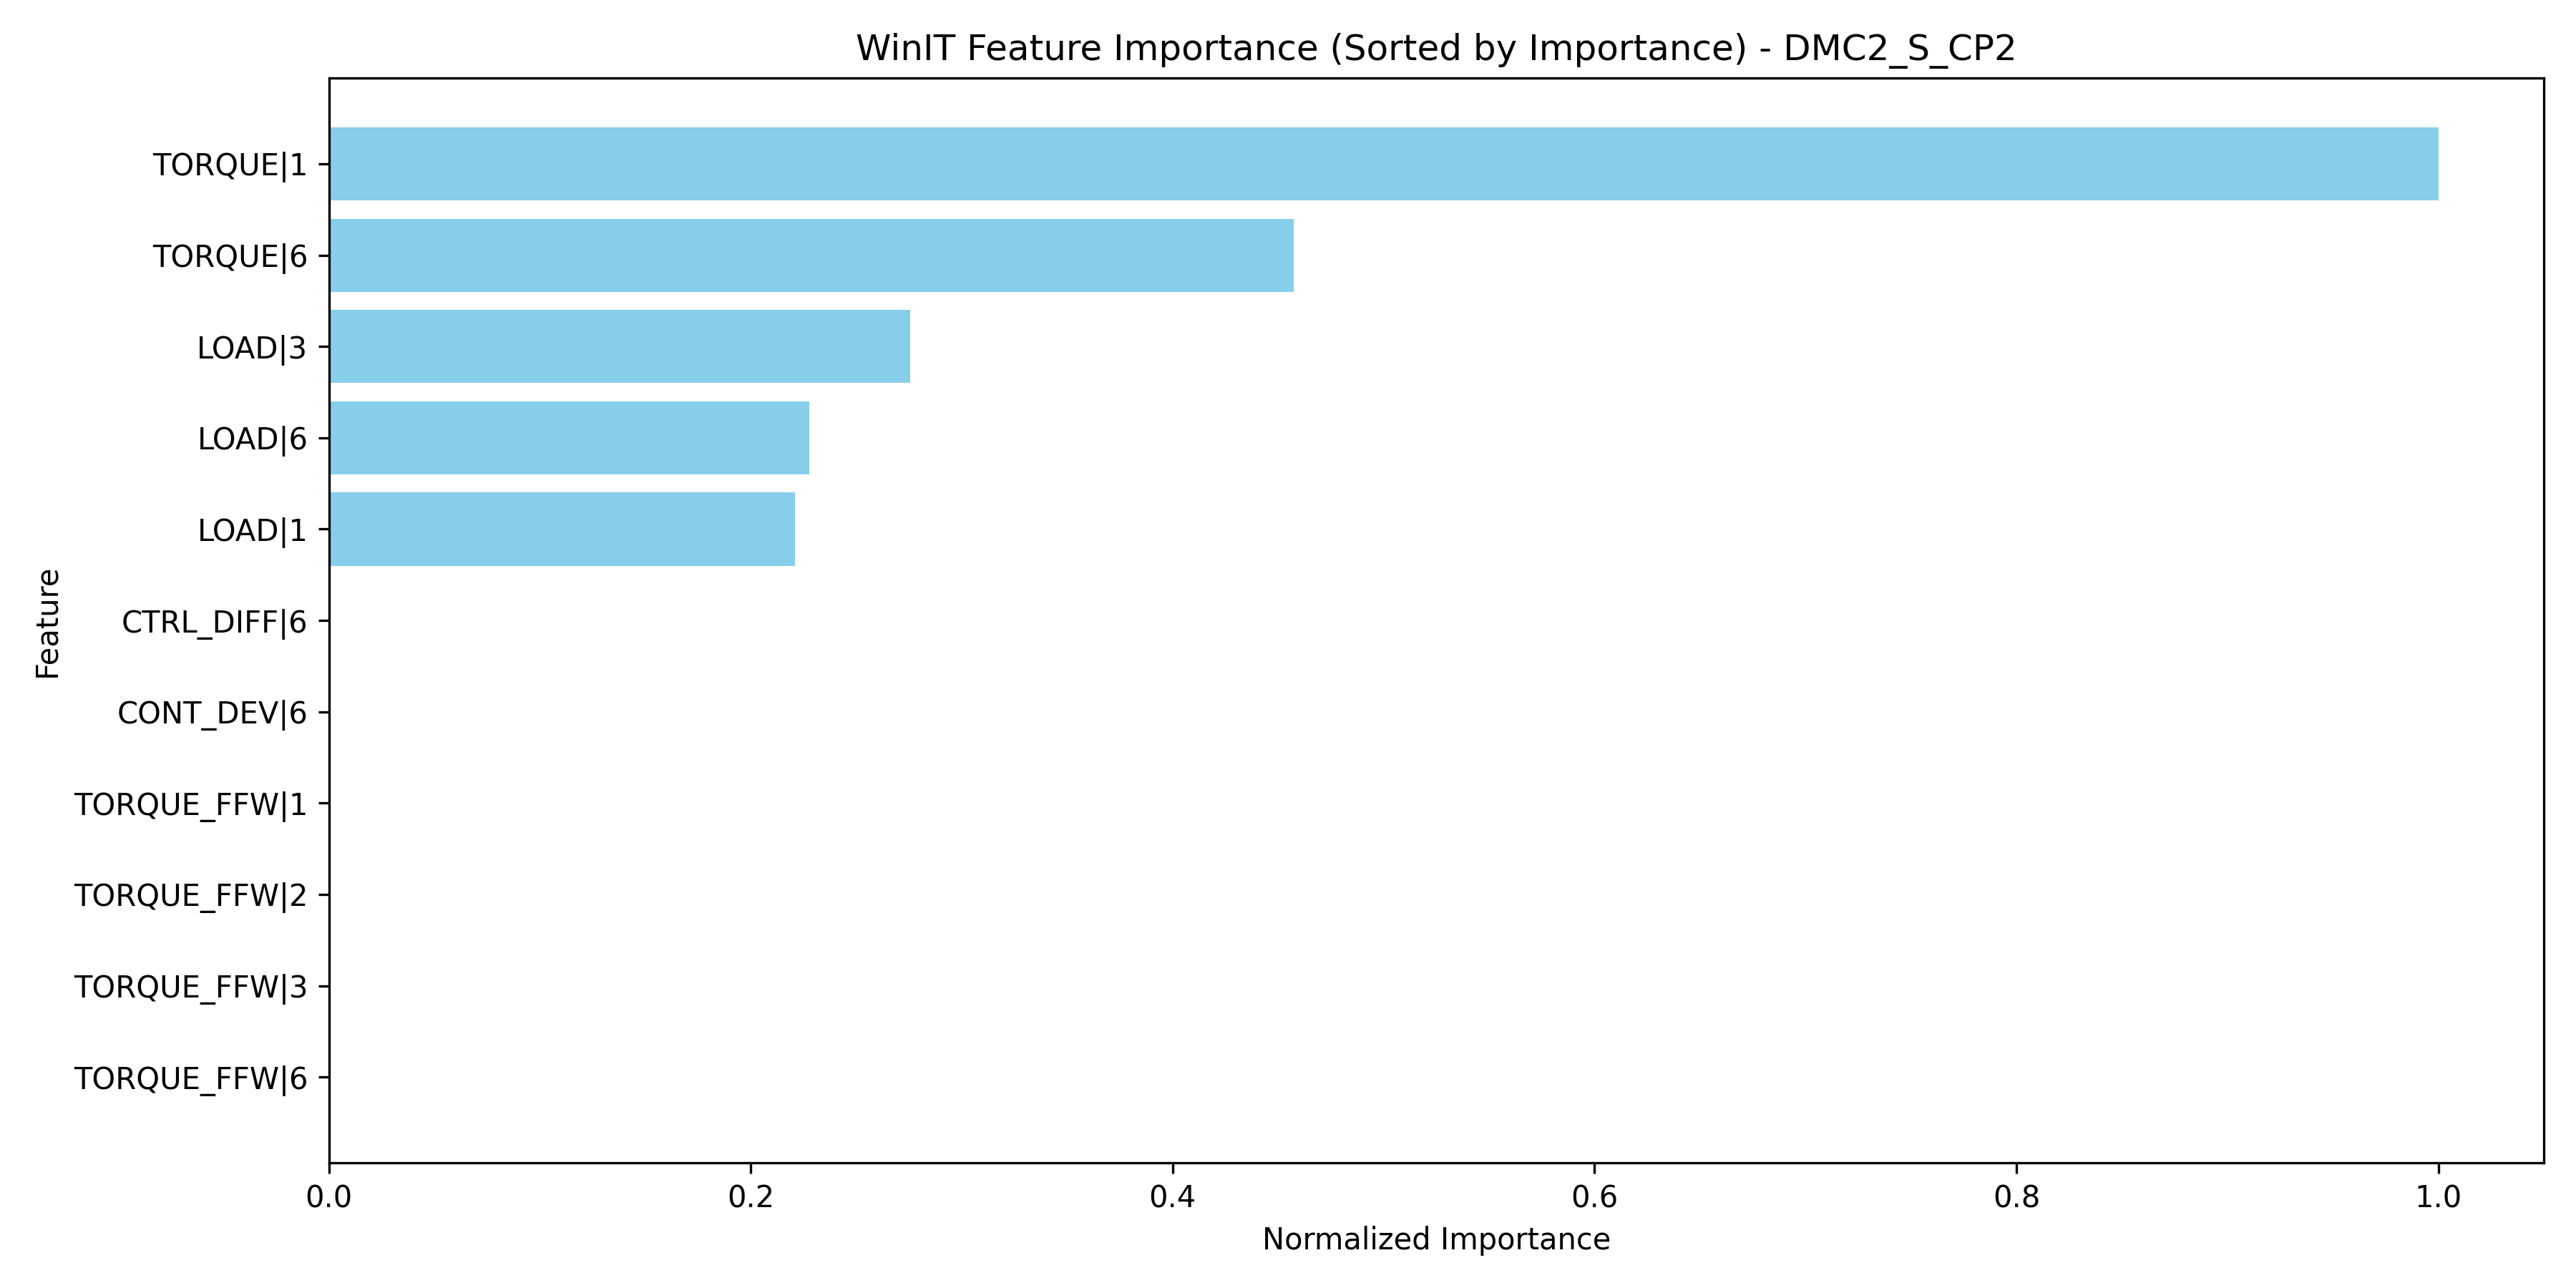 WinIT Feature Importance (Sorted by Importance) - DMC2_S_CP2
TORQUE|1
TORQUE|6
LOAD|3
LOAD|6
LOAD|1
CTRL_DIFF|6
CONT_DEV|6
TORQUE_FFW|1
TORQUE_FFW|2
TORQUE_FFW|3
TORQUE_FFW|6
Feature
0.0 0.2 0.4 0.6 0.8 1.0
Normalized Importance